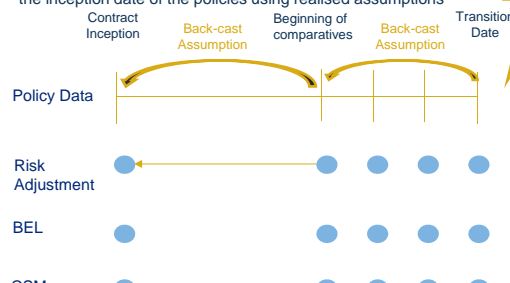 the inception date of the policies using realised assumptions
Contract
Inception
Back-cast
Assumption
Beginning of
comparatives
Back-cast
Assumption
Transition
Date
Policy Data
Risk
Adjustment
BEL
CSM